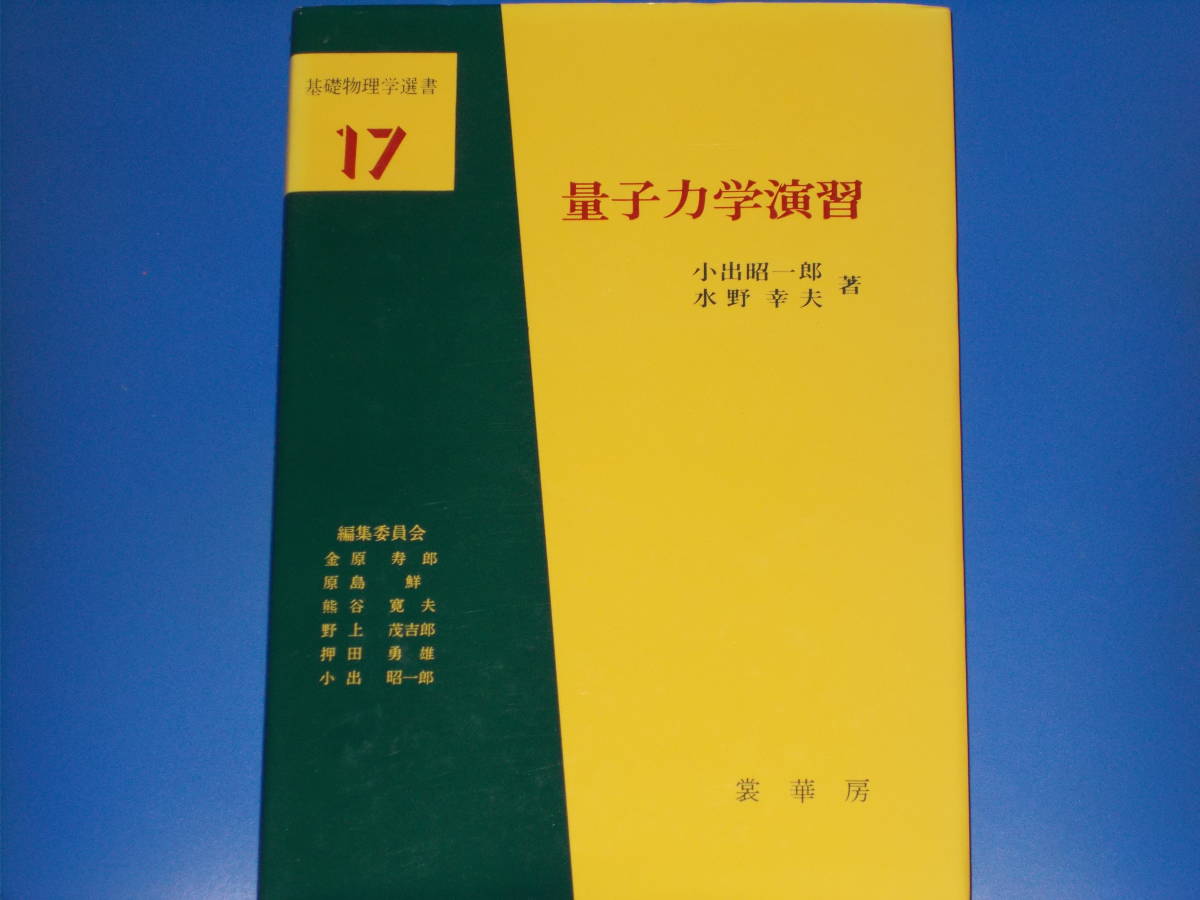 基礎物理学選書
17
量子力学演習
小出昭一郎
水野幸夫 著
編集委員会
金原 寿郎
原島 鮮
熊谷 寛夫
野上 茂吉郎
押田 勇雄
小出 昭一郎
裳華房